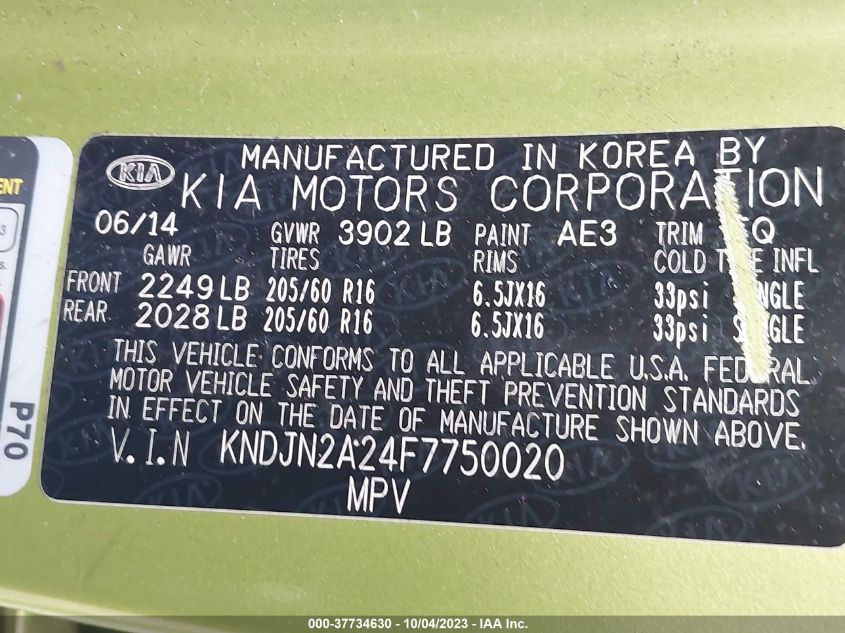 MANUFACTURED IN KOREA BY
KIA KIA MOTORS CORPORATION
06/14 GVWR 3902 LB PAINT AE3 TRIM
GAWR TIRES RIMS COLD INFL
FRONT 2249 LB 205/60 R16 6.5JX16 33psi
REAR 2028 LB 205/60 R16 6.5JX16 33psi
THIS VEHICLE CONFORMS TO ALL APPLICABLE U.S.A. FEDERAL
MOTOR VEHICLE SAFETY AND THEFT PREVENTION STANDARDS
IN EFFECT ON THE DATE OF MANUFACTURE SHOWN ABOVE.
V.I.N KNDJN2A24F7750020
MPV
P70
000-37734630 - 10/04/2023 - IAA Inc.